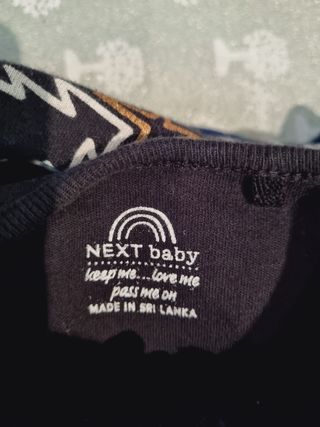 NEXT baby
keep me...love me
pass me on
MADE IN SRI LANKA